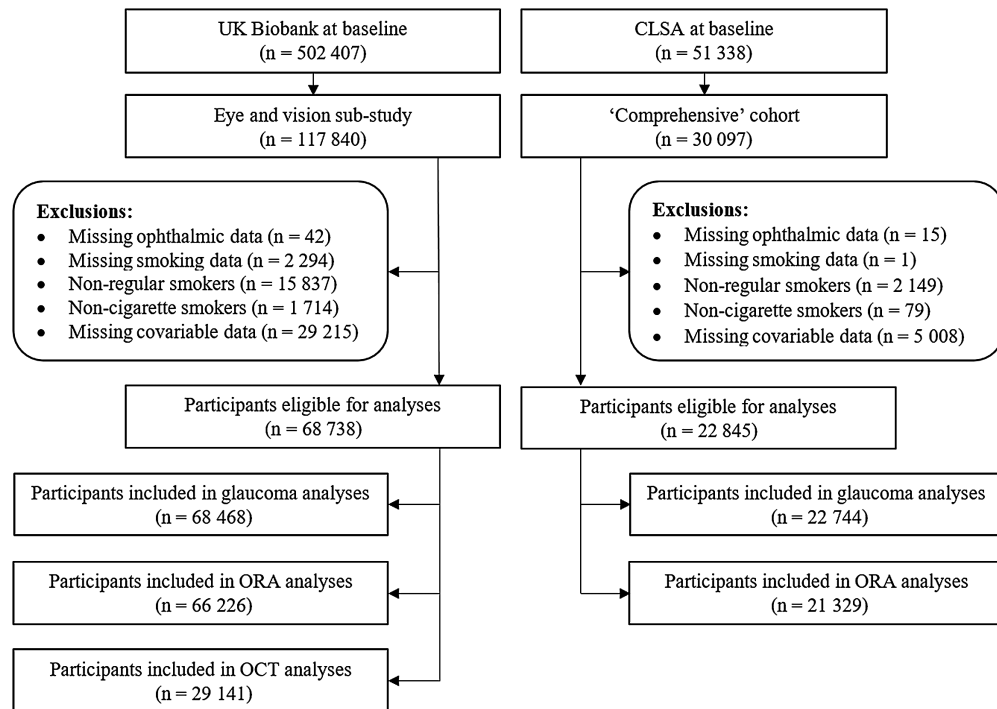 UK Biobank at baseline
(n = 502 407)
CLSA at baseline
(n = 51 338)
Eye and vision sub-study
(n = 117 840)
‘Comprehensive’ cohort
(n = 30 097)
Exclusions:
• Missing ophthalmic data (n = 42)
• Missing smoking data (n = 2 294)
• Non-regular smokers (n = 15 837)
• Non-cigarette smokers (n = 1 714)
• Missing covariable data (n = 29 215)
Exclusions:
• Missing ophthalmic data (n = 15)
• Missing smoking data (n = 1)
• Non-regular smokers (n = 2 149)
• Non-cigarette smokers (n = 79)
• Missing covariable data (n = 5 008)
Participants eligible for analyses
(n = 68 738)
Participants eligible for analyses
(n = 22 845)
Participants included in glaucoma analyses
(n = 68 468)
Participants included in glaucoma analyses
(n = 22 744)
Participants included in ORA analyses
(n = 66 226)
Participants included in ORA analyses
(n = 21 329)
Participants included in OCT analyses
(n = 29 141)